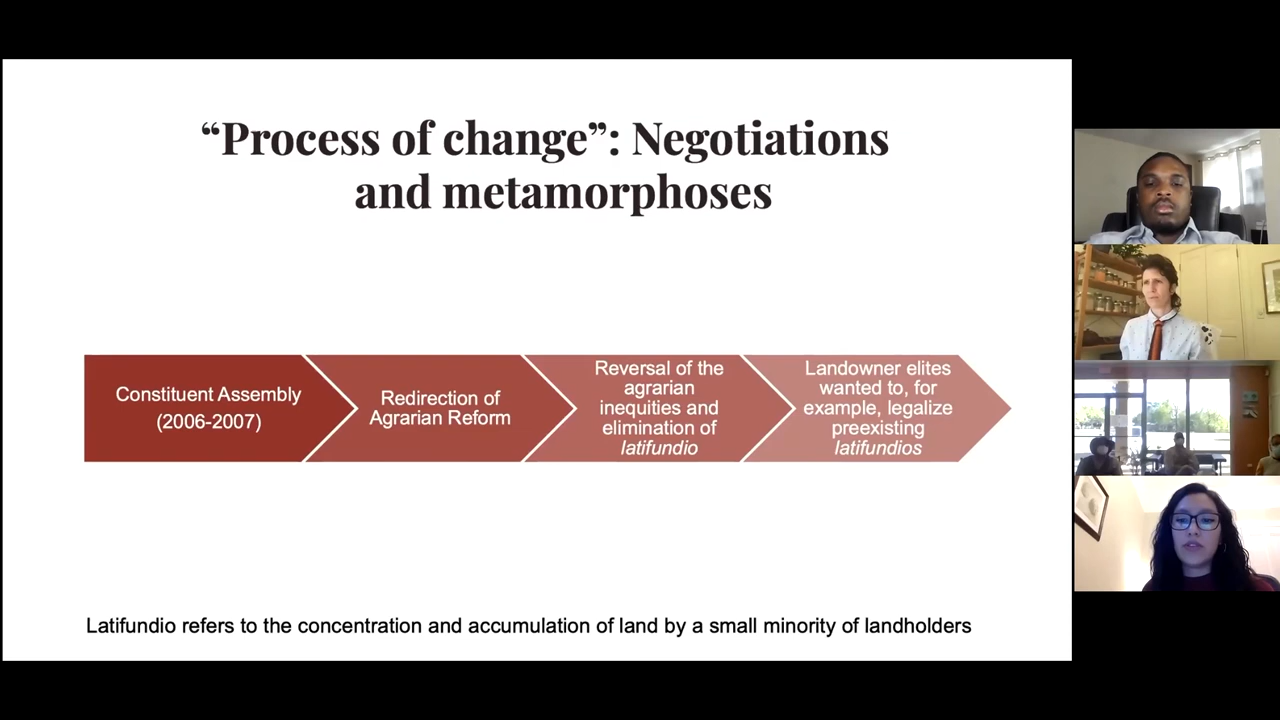 “Process of change”: Negotiations
and metamorphoses
Constituent Assembly
(2006-2007)
Redirection of
Agrarian Reform
Reversal of the
agrarian
inequities and
elimination of
latifundio
Landowner elites
wanted to, for
example, legalize
preexisting
latifundios
Latifundio refers to the concentration and accumulation of land by a small minority of landholders